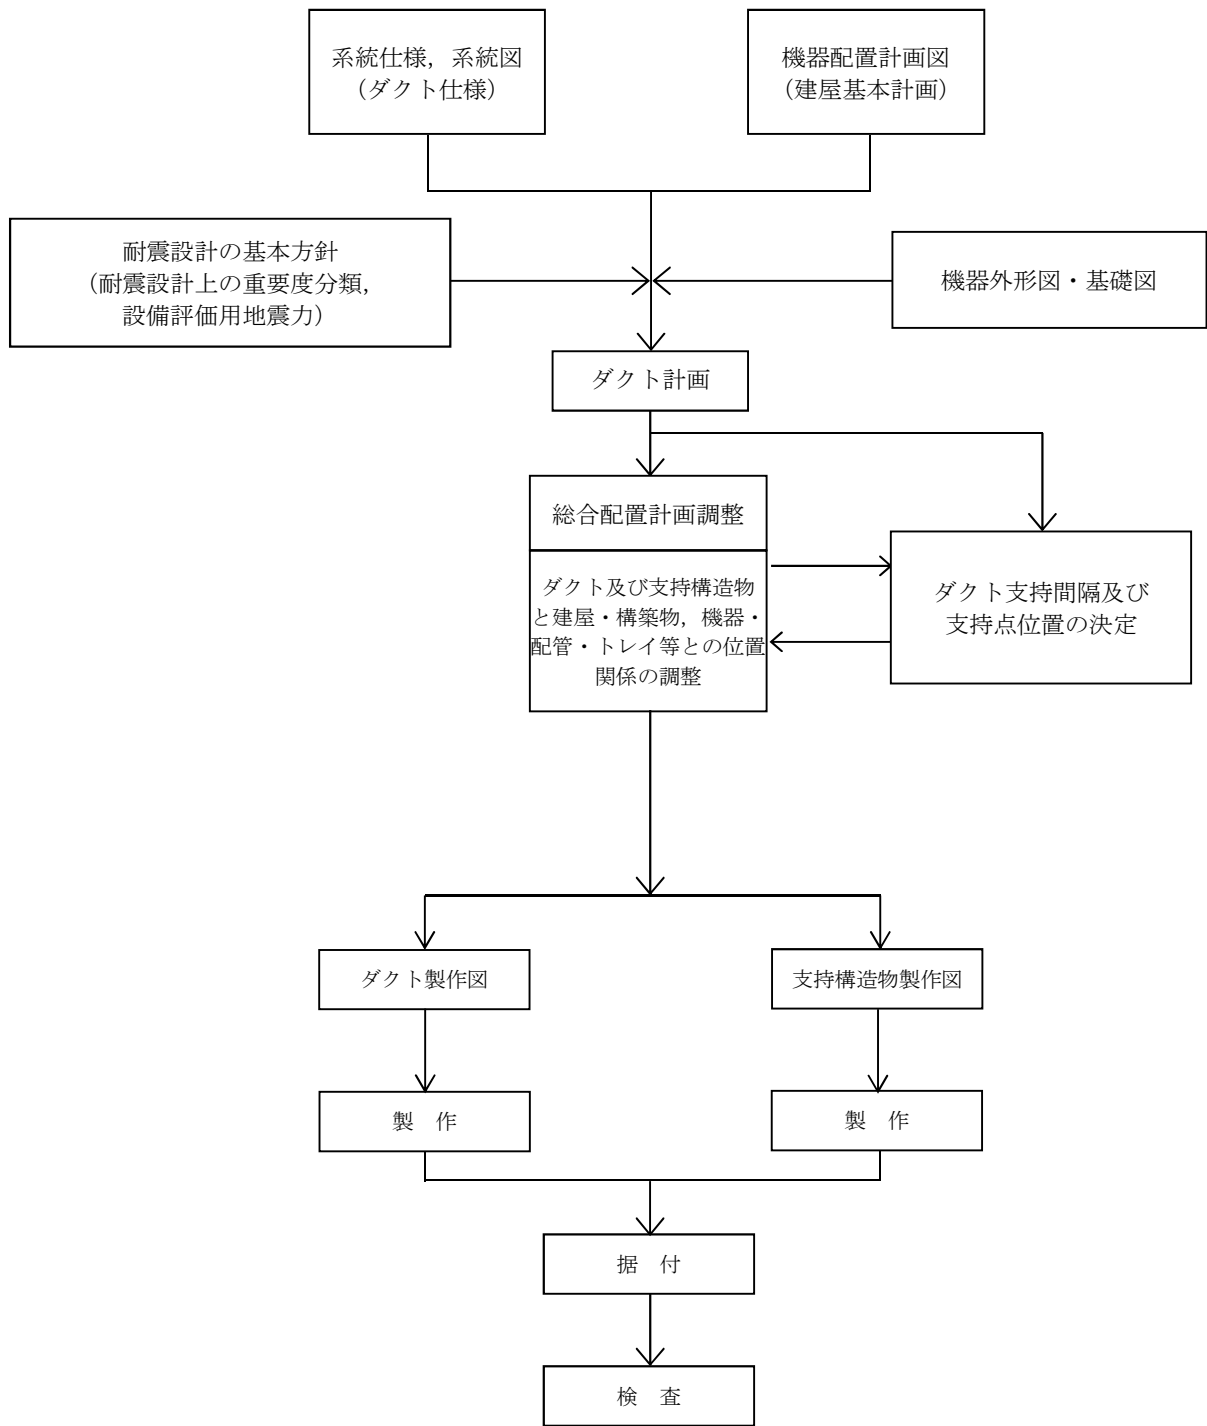 系統仕様，系統図
（ダクト仕様）
機器配置計画図
（建屋基本計画）
耐震設計の基本方針
（耐震設計上の重要度分類，
設備評価用地震力）
機器外形図・基礎図
ダクト計画
総合配置計画調整
ダクト及び支持構造物
と建屋・構築物，機器・
配管・トレイ等との位置
関係の調整
ダクト支持間隔及び
支持点位置の決定
ダクト製作図
支持構造物製作図
製　作
製　作
据　付
検　査